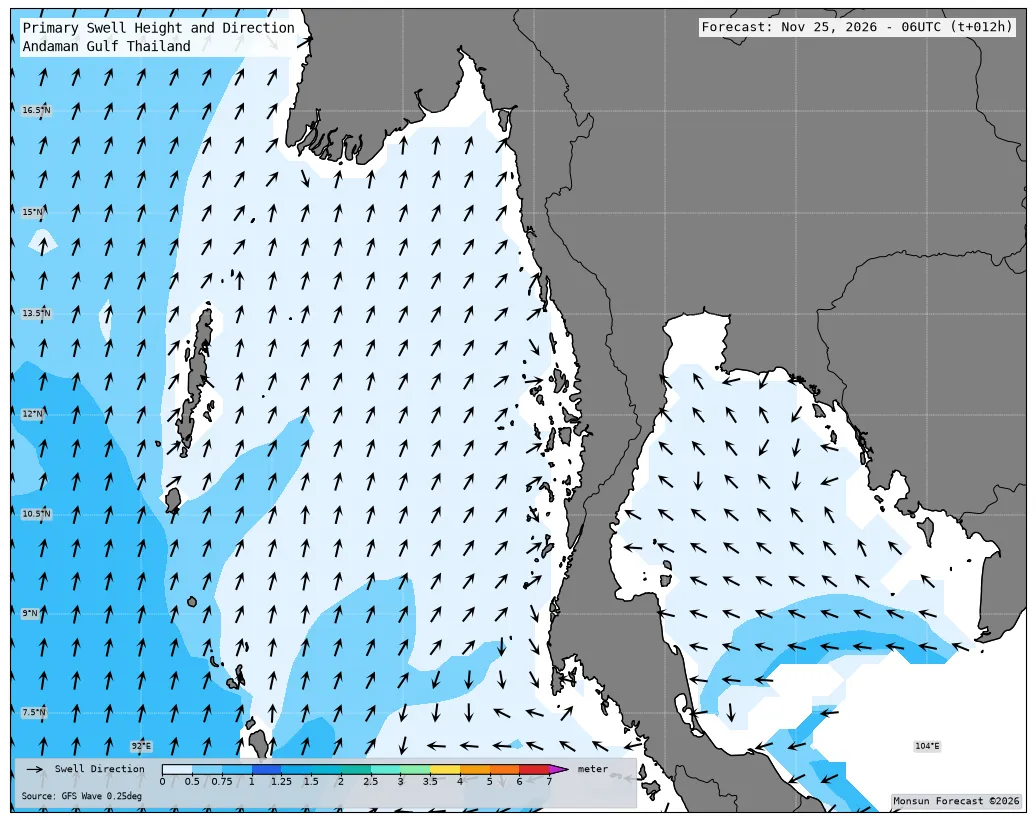 Primary Swell Height and Direction
Andaman Gulf Thailand
Forecast: Nov 25, 2026 - 06UTC (t+012h)
16.5°N
15°N
13.5°N
12°N
10.5°N
9°N
7.5°N
92°E
104°E
Swell Direction
0 0.5 0.75 1 1.25 1.5 2 2.5 3 3.5 4 5 6 7
meter
Source: GFS Wave 0.25deg
Monsun Forecast ©2026